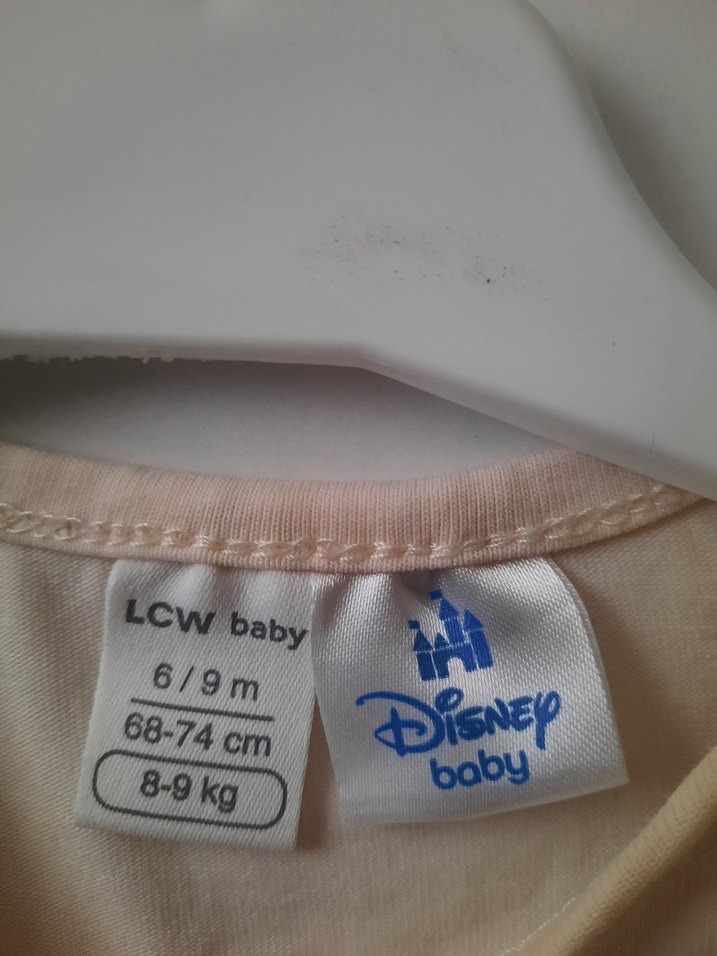 LCW baby
6 / 9 m
68-74 cm
8-9 kg
Disney
baby